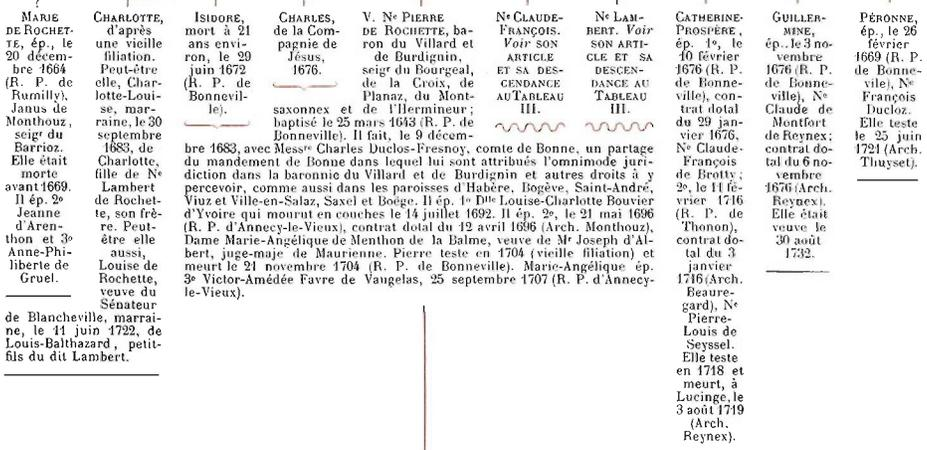 ?
MARIE
DE ROCHET-
TE, ép., le
20 décem-
bre 1664
(R. P. de
Rumilly),
Janus de
Monthouz,
seigr du
Barrioz.
Elle était
morte
avant 1669.
Il ép. 2º
Jeanne
d'Aren-
thon et 3º
Anne-Phi-
liberte de
Gruel.
CHARLOTTE,
d'après
une vieille
filiation.
Peut-être
elle, Char-
lotte-Loui-
se, mar-
raine, le 30
septembre
1683, de
Charlotte,
fille de Ne
Lambert
de Rochet-
te, son frè-
re. Peut-
être elle
aussi,
Louise de
Rochette,
veuve du
Sénateur
de Blancheville, marrai-
ne, le 11 juin 1722, de
Louis-Balthazard, petit-
fils du dit Lambert.
ISIDORE,
mort à 21
ans envi-
ron, le 29
juin 1672
(R. P. de
Bonnevil-
le).
CHARLES,
de la Com-
pagnie de
Jésus,
1676.
V. Ne PIERRE
DE ROCHETTE, ba-
ron du Villard et
de Burdignin,
seigr du Bourgeal,
de la Croix, de
Planaz, du Mont-
saxonnex et de l'Hermineur ;
baptisé le 25 mars 1643 (R. P. de
Bonneville). Il fait, le 9 décem-
bre 1683, avec Messre Charles Duclos-Fresnoy, comte de Bonne, un partage
du mandement de Bonne dans lequel lui sont attribués l'omnimode juri-
diction dans la baronnie du Villard et de Burdignin et autres droits à y
percevoir, comme aussi dans les paroisses d'Habère, Bogève, Saint-André,
Viuz et Ville-en-Salaz, Saxel et Boëge. Il ép. 1º Dlle Louise-Charlotte Bouvier
d'Yvoire qui mourut en couches le 14 juillet 1692. Il ép. 2º, le 21 mai 1696
(R. P. d'Annecy-le-Vieux), contrat dotal du 12 avril 1696 (Arch. Monthouz),
Dame Marie-Angélique de Menthon de la Balme, veuve de Mr Joseph d'Al-
bert, juge-maje de Maurienne. Pierre teste en 1704 (vieille filiation) et
meurt le 21 novembre 1704 (R. P. de Bonneville). Marie-Angélique ép.
3º Victor-Amédée Favre de Vaugelas, 25 septembre 1707 (R. P. d'Annecy-
le-Vieux).
Ne CLAUDE-
FRANÇOIS.
Voir SON
ARTICLE
ET SA DES-
CENDANCE
AU TABLEAU
III.
Ne LAM-
BERT. Voir
SON ARTI-
CLE ET SA
DESCEN-
DANCE AU
TABLEAU
III.
CATHERINE-
PROSPÈRE,
ép. 1º, le
10 février
1676 (R. P.
de Bonne-
ville), con-
trat dotal
du 29 jan-
vier 1676,
Ne Claude-
François
de Brotty ;
2º, le 11 fé-
vrier 1716
(R. P. de
Thonon),
contrat do-
tal du 3
janvier
1716 (Arch.
Beaure-
gard), Ne
Pierre-
Louis de
Seyssel.
Elle teste
en 1718 et
meurt, à
Lucinge, le
3 août 1719
(Arch.
Reynex).
GUILLER-
MINE,
ép., le 3 no-
vembre
1676 (R. P.
de Bonne-
ville), Ne
Claude de
Montfort
de Reynex ;
contrat do-
tal du 6 no-
vembre
1676 (Arch.
Reynex).
Elle était
veuve le
30 août
1732.
PÉRONNE,
ép., le 26
février
1669 (R. P.
de Bonne-
vile), Ne
François
Ducloz.
Elle teste
le 25 juin
1721 (Arch.
Thuyset).